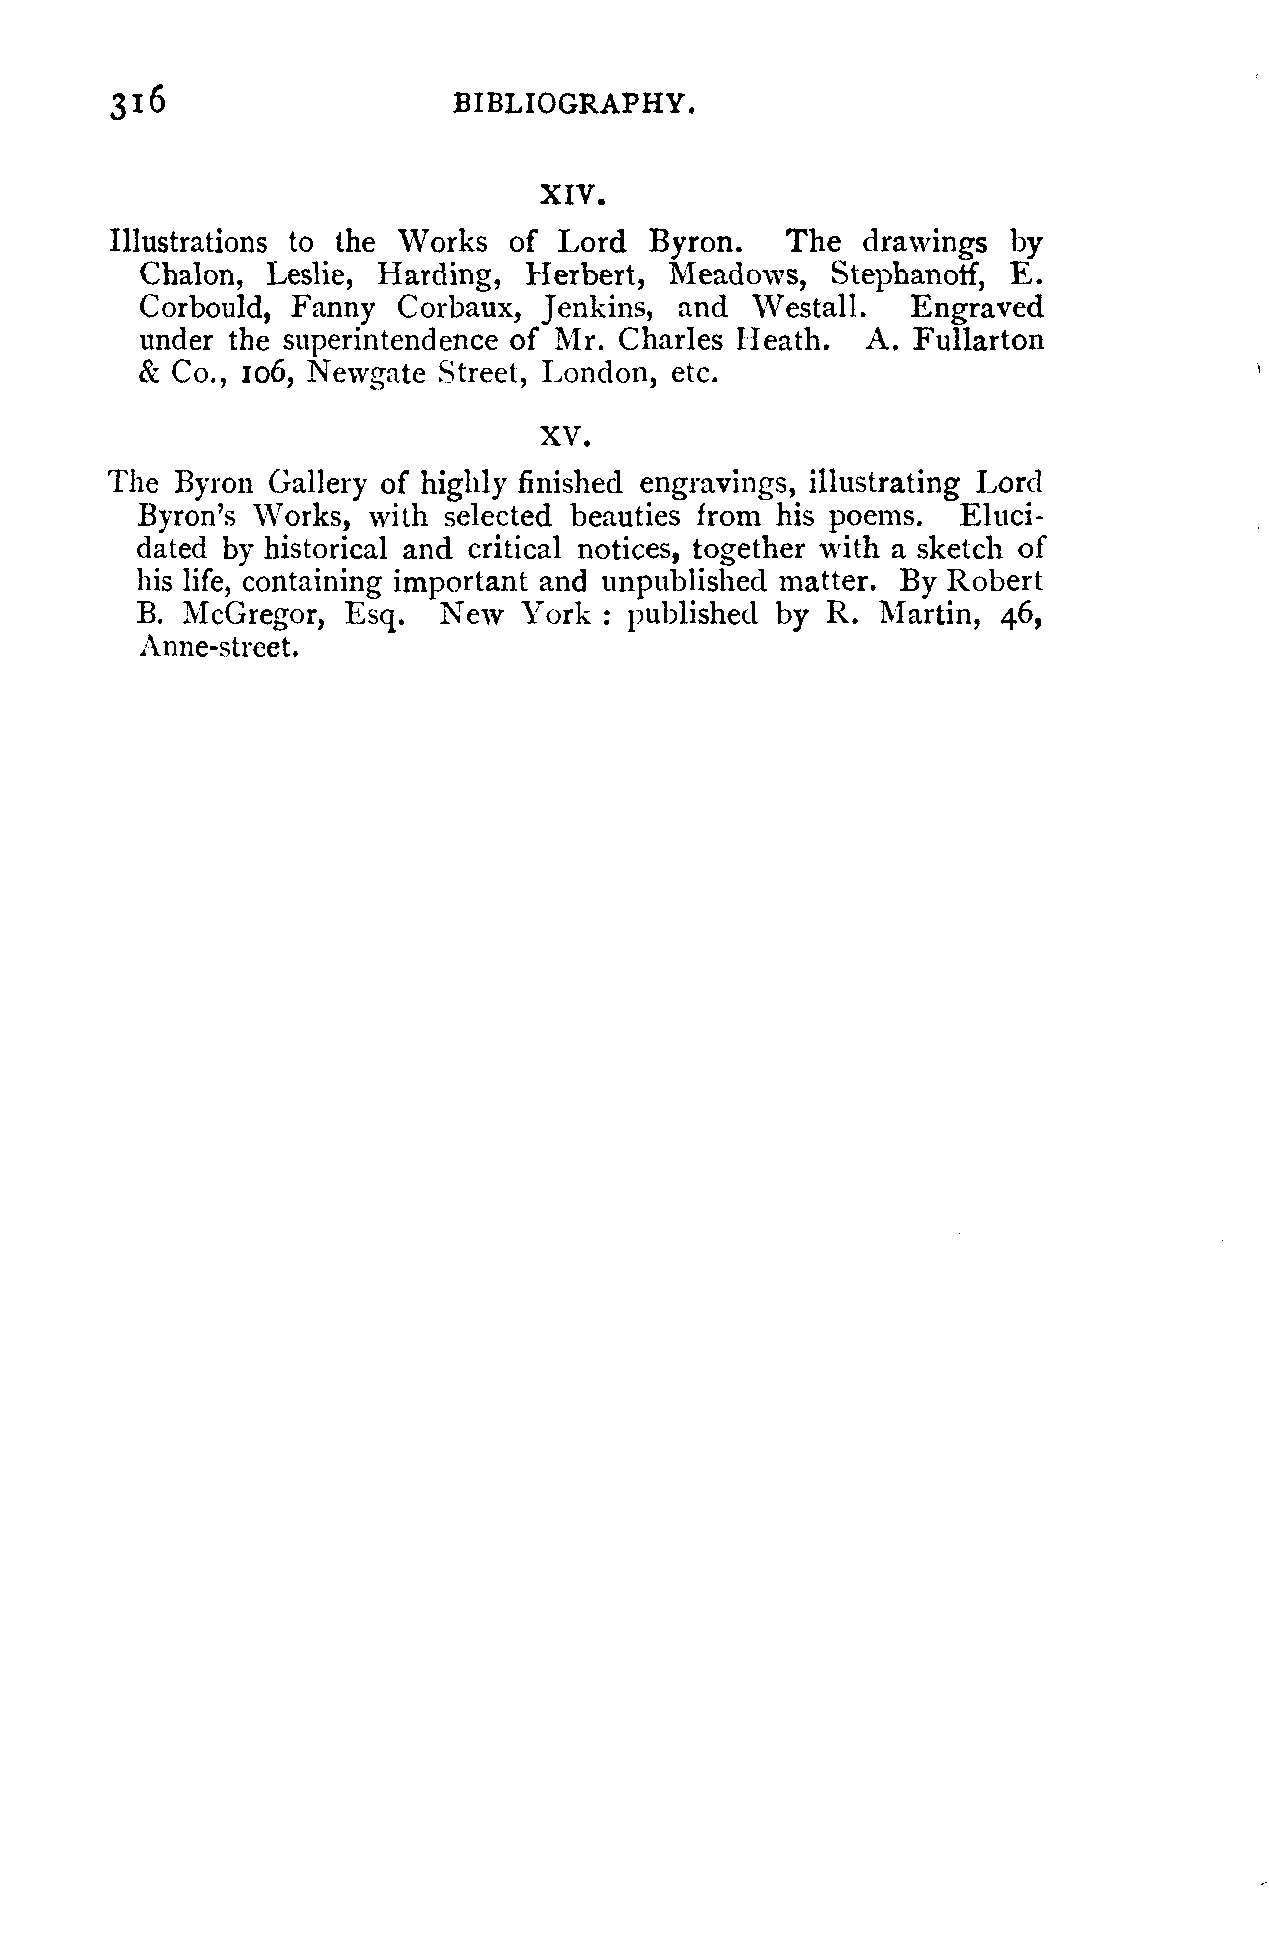 316 BIBLIOGRAPHY.
XIV.
Illustrations to the Works of Lord Byron. The drawings by
Chalon, Leslie, Harding, Herbert, Meadows, Stephanoff, E.
Corbould, Fanny Corbaux, Jenkins, and Westall. Engraved
under the superintendence of Mr. Charles Heath. A. Fullarton
& Co., 106, Newgate Street, London, etc.
XV.
The Byron Gallery of highly finished engravings, illustrating Lord
Byron's Works, with selected beauties from his poems. Eluci-
dated by historical and critical notices, together with a sketch of
his life, containing important and unpublished matter. By Robert
B. McGregor, Esq. New York : published by R. Martin, 46,
Anne-street.